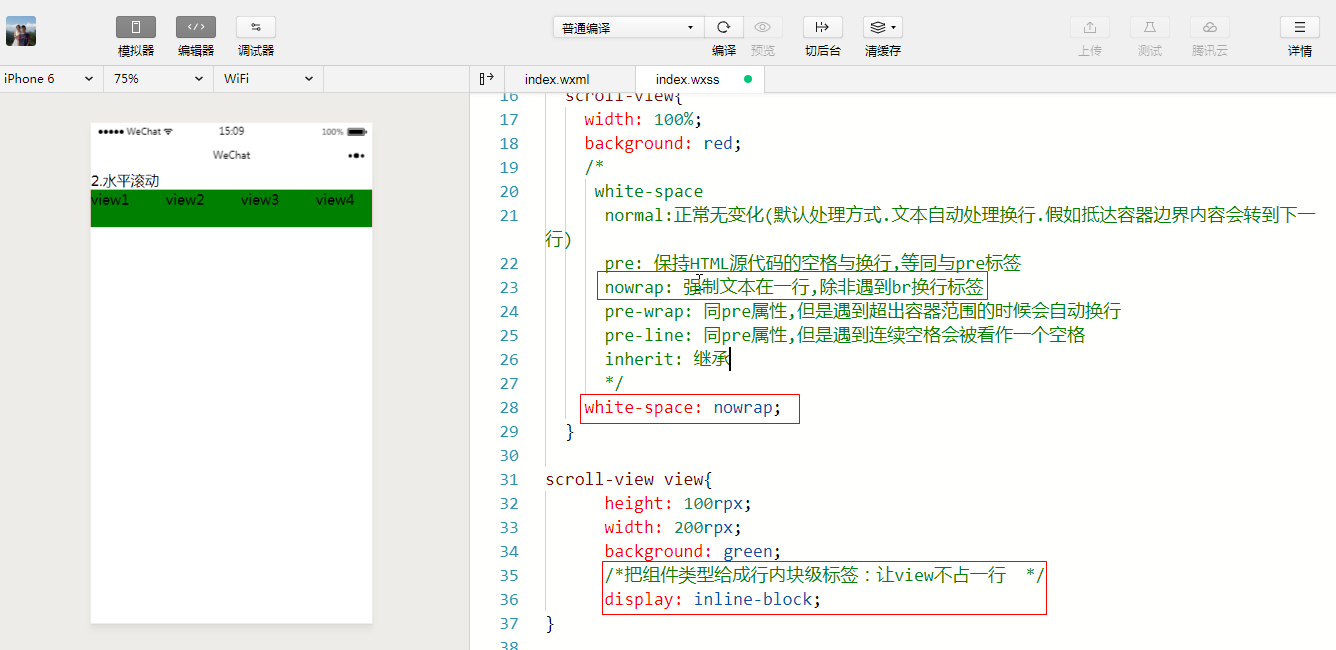 普通编译
模拟器 编辑器 调试器 编译 预览 切后台 清缓存 上传 测试 腾讯云 详情
iPhone 6 75% WiFi index.wxml index.wxss
WeChat 15:09 100%
WeChat
2.水平滚动
view1 view2 view3 view4
16 scroll-view{
17 width: 100%;
18 background: red;
19 /*
20 white-space
21 normal:正常无变化(默认处理方式.文本自动处理换行.假如抵达容器边界内容会转到下一
行)
22 pre: 保持HTML源代码的空格与换行,等同与pre标签
23 nowrap: 强制文本在一行,除非遇到br换行标签
24 pre-wrap: 同pre属性,但是遇到超出容器范围的时候会自动换行
25 pre-line: 同pre属性,但是遇到连续空格会被看作一个空格
26 inherit: 继承
27 */
28 white-space: nowrap;
29 }
30
31 scroll-view view{
32 height: 100rpx;
33 width: 200rpx;
34 background: green;
35 /*把组件类型给成行内块级标签：让view不占一行 */
36 display: inline-block;
37 }
38